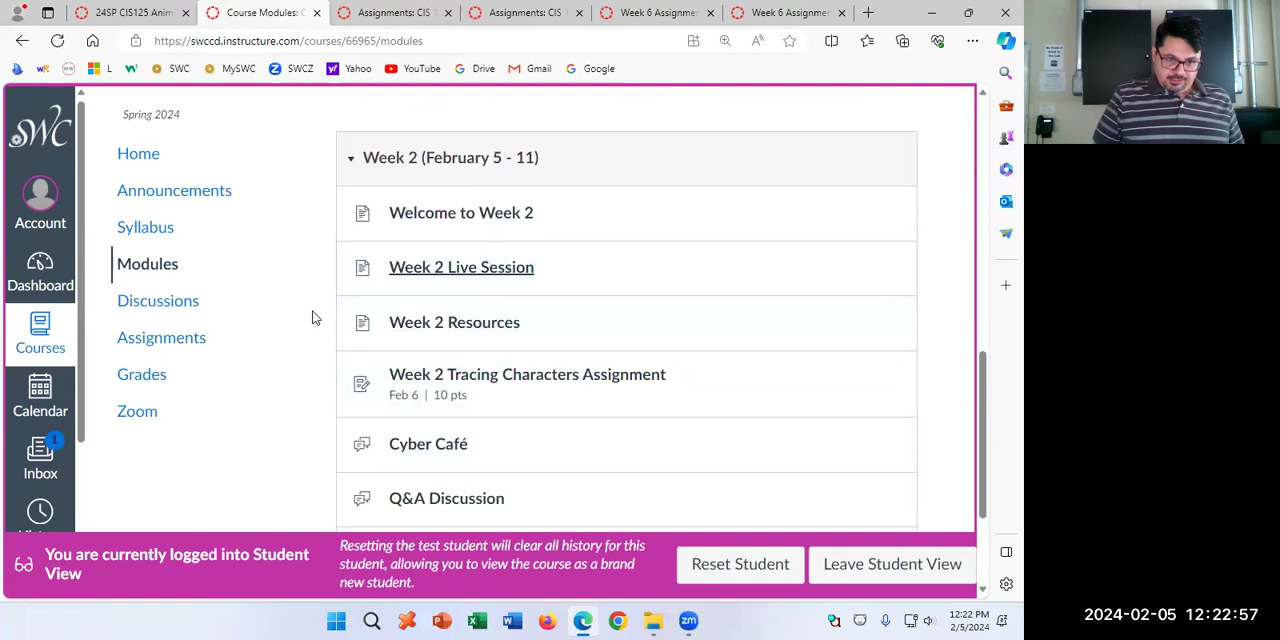 24SP CIS125 Anim
Course Modules: C
Assignments: CIS
Assignments: CIS
Week 6 Assignme
Week 6 Assignme
https://swccd.instructure.com/courses/66965/modules
L
SWC
MySWC
SWCZ
Yahoo
YouTube
Drive
Gmail
Google
SWC
Account
Dashboard
Courses
Calendar
1
Inbox
Spring 2024
Home
Announcements
Syllabus
Modules
Discussions
Assignments
Grades
Zoom
Week 2 (February 5 - 11)
Welcome to Week 2
Week 2 Live Session
Week 2 Resources
Week 2 Tracing Characters Assignment
Feb 6 | 10 pts
Cyber Café
Q&A Discussion
You are currently logged into Student
View
Resetting the test student will clear all history for this
student, allowing you to view the course as a brand
new student.
Reset Student
Leave Student View
12:22 PM
2/5/2024
2024-02-05 12:22:57